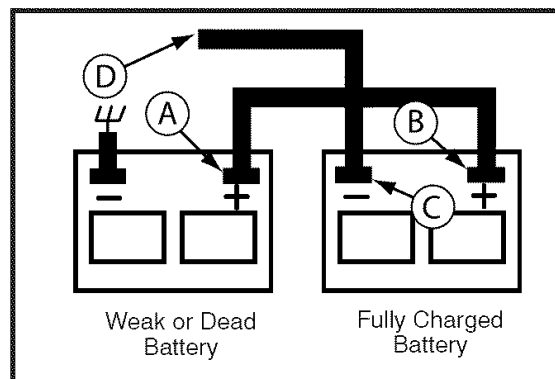 D
A
B
C
− +
− +
Weak or Dead
Battery
Fully Charged
Battery